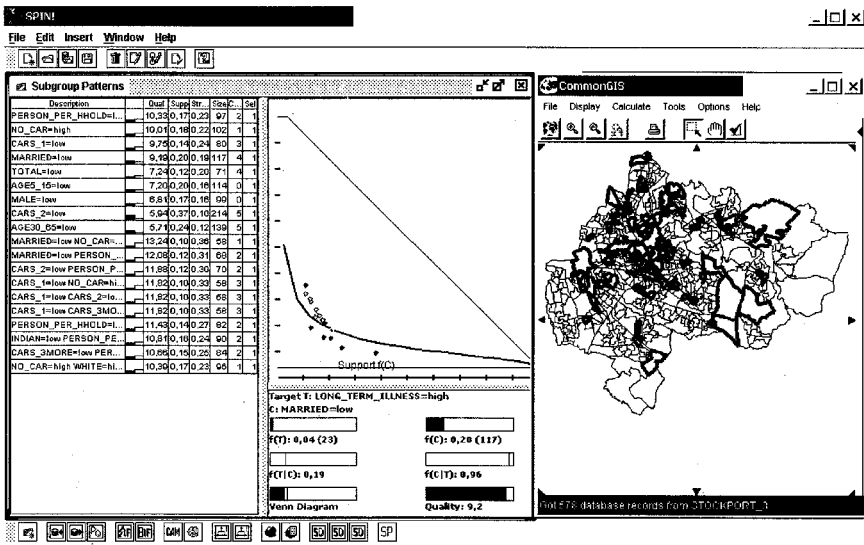 SPIN!
File Edit Insert Window Help
Subgroup Patterns
Description Qual Supp Str... Size C... Sel
PERSON_PER_HHOLD=l... 10,33 0,17 0,23 97 2 1
NO_CAR=high 10,01 0,18 0,22 102 1 1
CARS_1=low 9,75 0,14 0,24 80 3 1
MARRIED=low 9,19 0,20 0,19 117 4 1
TOTAL=low 7,24 0,12 0,20 71 4 1
AGE5_15=low 7,20 0,20 0,16 114 0 1
MALE=low 6,81 0,17 0,16 99 0 1
CARS_2=low 5,94 0,37 0,10 214 5 1
AGE30_65=low 5,71 0,24 0,12 139 5 1
MARRIED=low NO_CAR=... 13,24 0,10 0,36 58 1 1
MARRIED=low PERSON_... 12,08 0,12 0,31 68 2 1
CARS_2=low PERSON_P... 11,88 0,12 0,30 70 2 1
CARS_1=low NO_CAR=hi... 11,82 0,10 0,33 58 3 1
CARS_1=low CARS_2=lo... 11,82 0,10 0,33 58 3 1
CARS_1=low CARS_3MO... 11,82 0,10 0,33 58 3 1
PERSON_PER_HHOLD=l... 11,43 0,14 0,27 82 2 1
INDIAN=low PERSON_PE... 10,81 0,16 0,24 90 2 1
CARS_3MORE=low PER... 10,66 0,15 0,25 84 2 1
NO_CAR=high WHITE=hi... 10,39 0,17 0,23 96 1 1
Support f(C)
Target T: LONG_TERM_ILLNESS=high
C: MARRIED=low
f(T): 0,04 (23) f(C): 0,20 (117)
f(T|C): 0,19 f(C|T): 0,96
Venn Diagram Quality: 9,2
CommonGIS
File Display Calculate Tools Options Help
Got 578 database records from STOCKPORT_
CAM SD SD SD SP